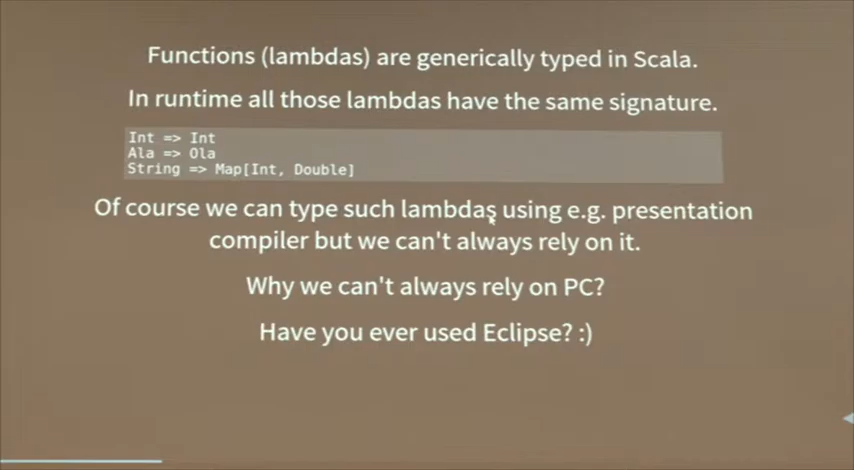 Functions (lambdas) are generically typed in Scala.
In runtime all those lambdas have the same signature.
Int => Int
Ala => Ola
String => Map[Int, Double]
Of course we can type such lambdas using e.g. presentation
compiler but we can't always rely on it.
Why we can't always rely on PC?
Have you ever used Eclipse? :)